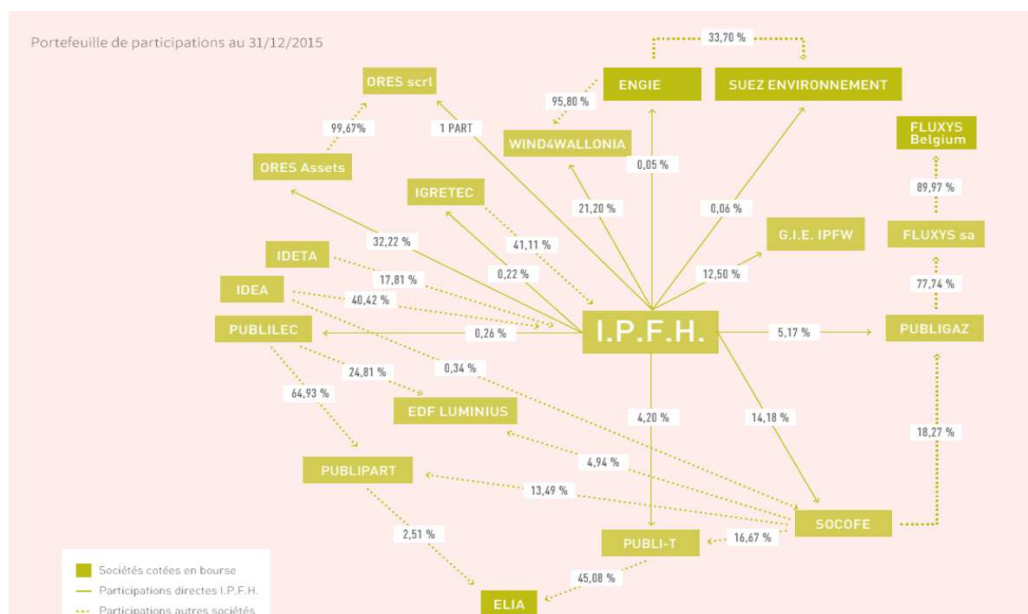 Portefeuille de participations au 31/12/2015
33,70 %
ORES scrl
ENGIE
SUEZ ENVIRONNEMENT
95,80 %
99,67%
1 PART
WIND4WALLONIA
FLUXYS
Belgium
ORES Assets
0,05 %
IGRETEC
89,97 %
21,20 %
0,06 %
32,22 %
41,11 %
G.I.E. IPFW
FLUXYS sa
IDETA
17,81 %
0,22 %
12,50 %
IDEA
40,42 %
77,74 %
PUBLILEC
0,26 %
I.P.F.H.
5,17 %
PUBLIGAZ
24,81 %
0,34 %
64,93 %
EDF LUMINIUS
4,20 %
14,18 %
18,27 %
4,94 %
PUBLIPART
13,49 %
SOCOFE
2,51 %
PUBLI-T
16,67 %
45,08 %
ELIA
Sociétés cotées en bourse
Participations directes I.P.F.H.
Participations autres sociétés